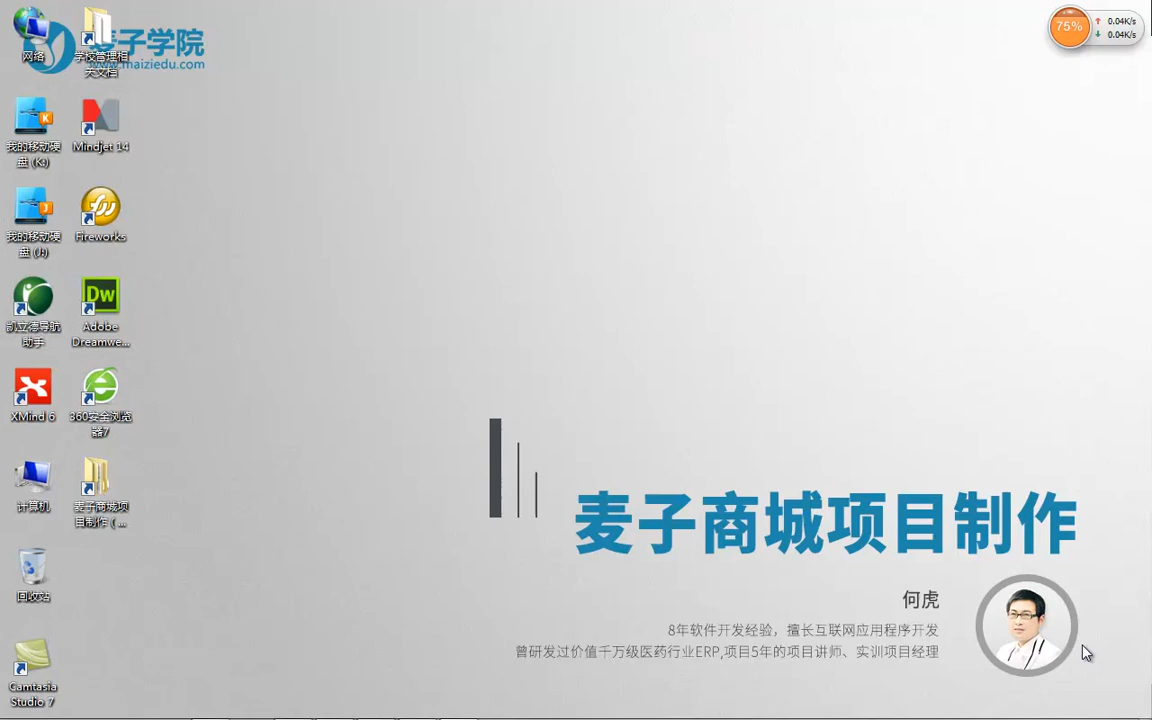 麦子学院
www.maiziedu.com
75%
0.04K/s
0.04K/s
网络
学校管理相
关文档
我的移动硬
盘 (K:)
Mindjet 14
我的移动硬
盘 (J:)
Fireworks
凯立德导航
助手
Adobe
Dreamwe...
XMind 6
360安全浏览
器7
计算机
麦子商城项
目制作 ( ...
回收站
Camtasia
Studio 7
麦子商城项目制作
何虎
8年软件开发经验，擅长互联网应用程序开发
曾研发过价值千万级医药行业ERP,项目5年的项目讲师、实训项目经理